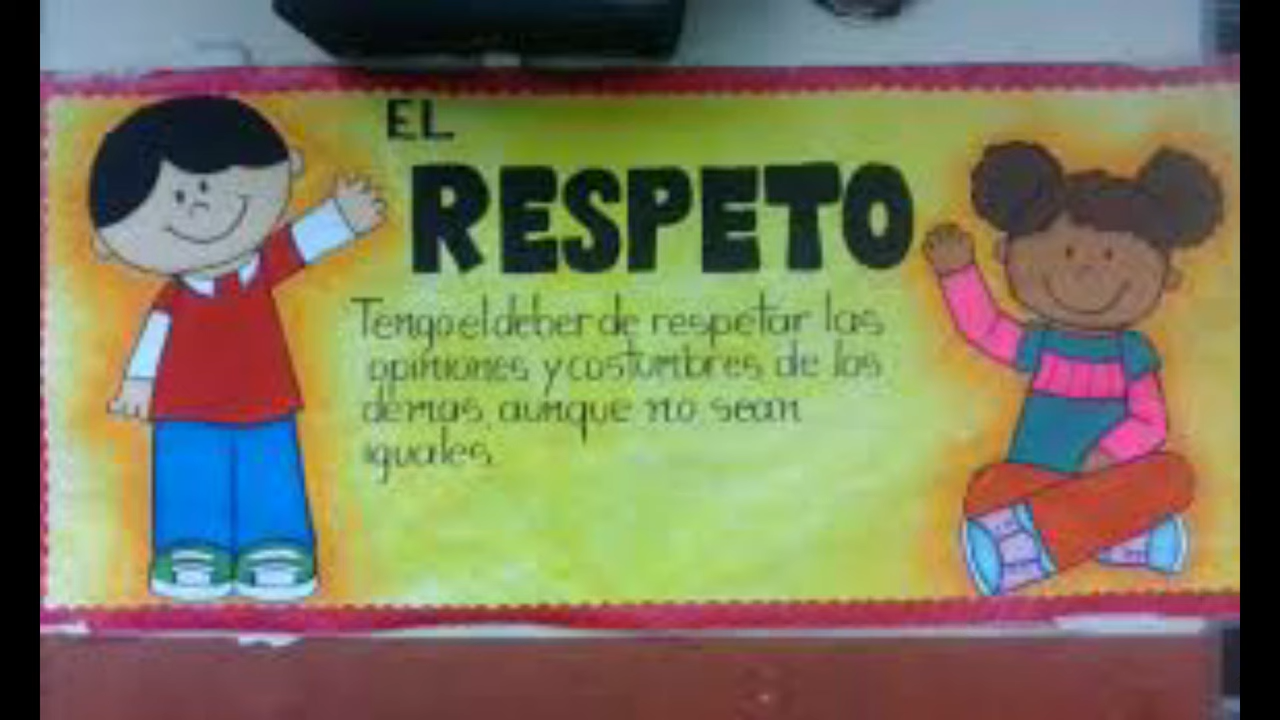 EL
RESPETO
Tengo el deber de respetar las
opiniones y costumbres de los
demas, aunque no sean
iguales.